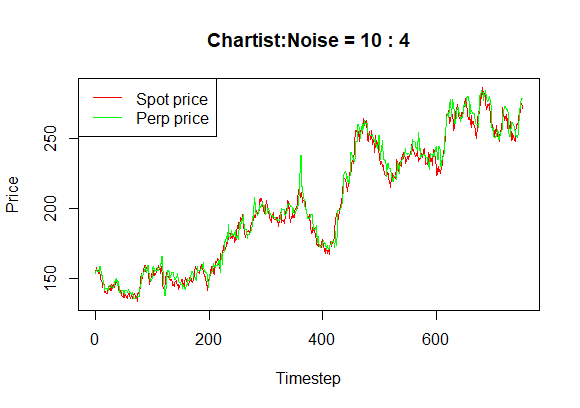 Chartist:Noise = 10 : 4
Spot price
Perp price
Price
150
200
250
0
200
400
600
Timestep